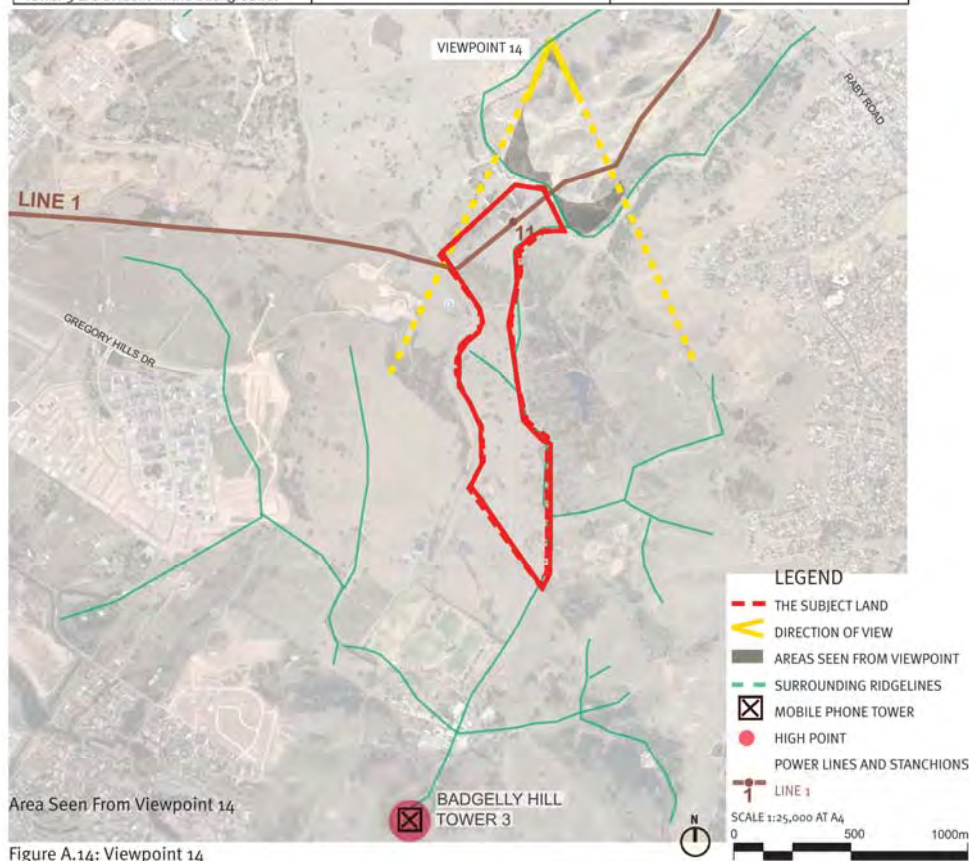 VIEWPOINT 14
RABY ROAD
LINE 1
11
GREGORY HILLS DR
LEGEND
THE SUBJECT LAND
DIRECTION OF VIEW
AREAS SEEN FROM VIEWPOINT
SURROUNDING RIDGELINES
MOBILE PHONE TOWER
HIGH POINT
POWER LINES AND STANCHIONS
1 LINE 1
SCALE 1:25,000 AT A4
N
0 500 1000m
BADGELLY HILL
TOWER 3
Area Seen From Viewpoint 14
Figure A.14: Viewpoint 14